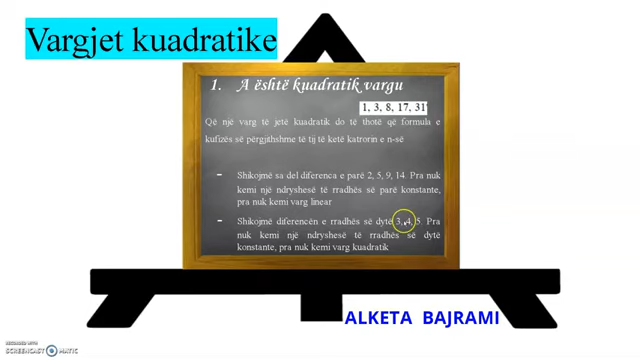 Vargjet kuadratike
1. A është kuadratik vargu
1, 3, 8, 17, 31?
Që një varg të jetë kuadratik do të thotë që formula e
kufizës së përgjithshme të tij të ketë katrorin e n-së
- Shikojmë sa del diferenca e parë 2, 5, 9, 14. Pra nuk
kemi një ndryshesë të rradhës së parë konstante,
pra nuk kemi varg linear
- Shikojmë diferencën e rradhës së dytë 3, 4, 5. Pra
nuk kemi një ndryshesë të rradhës së dytë
konstante, pra nuk kemi varg kuadratik
ALKETA BAJRAMI
RECORDED WITH
SCREENCAST MATIC